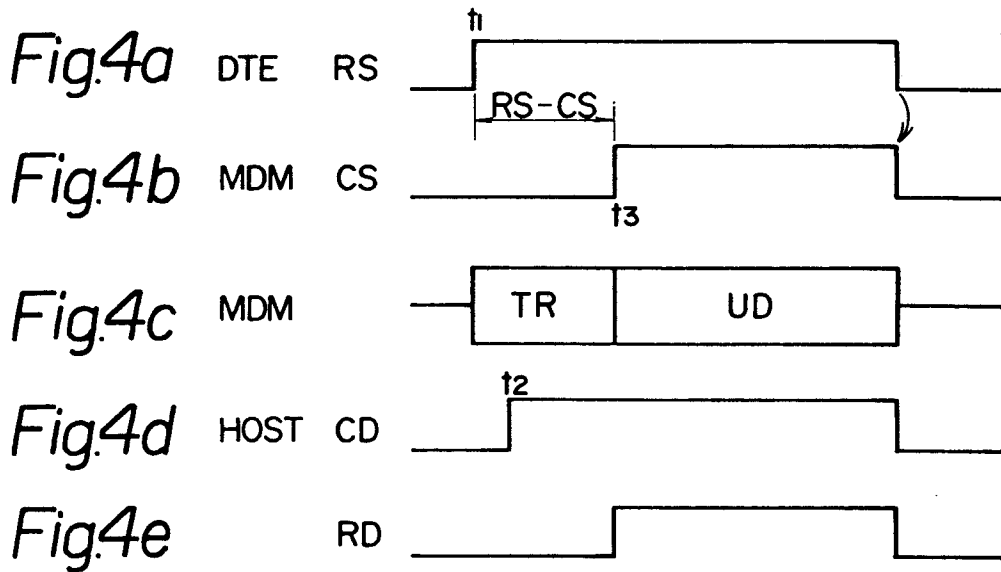 t1
Fig.4a DTE RS
RS-CS
Fig.4b MDM CS
t3
Fig.4c MDM TR UD
t2
Fig.4d HOST CD
Fig.4e RD